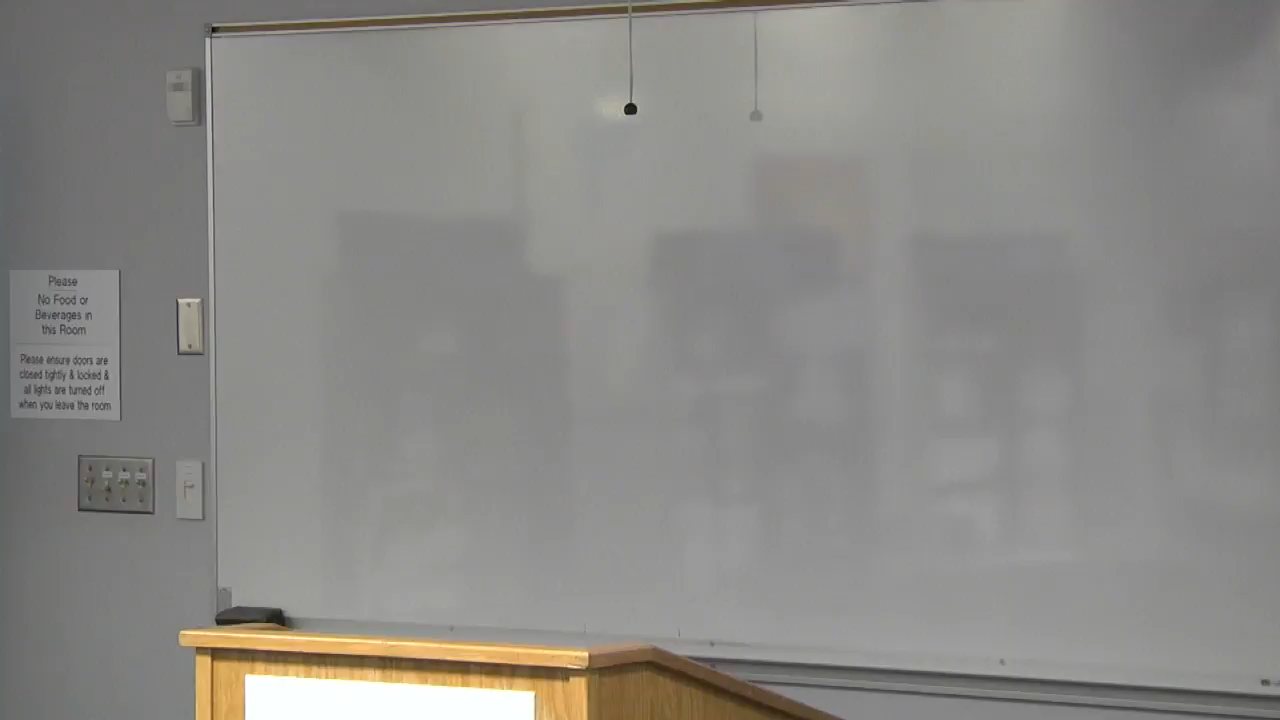 Please
No Food or
Beverages in
this Room
Please ensure doors are
closed tightly & locked &
all lights are turned off
when you leave the room